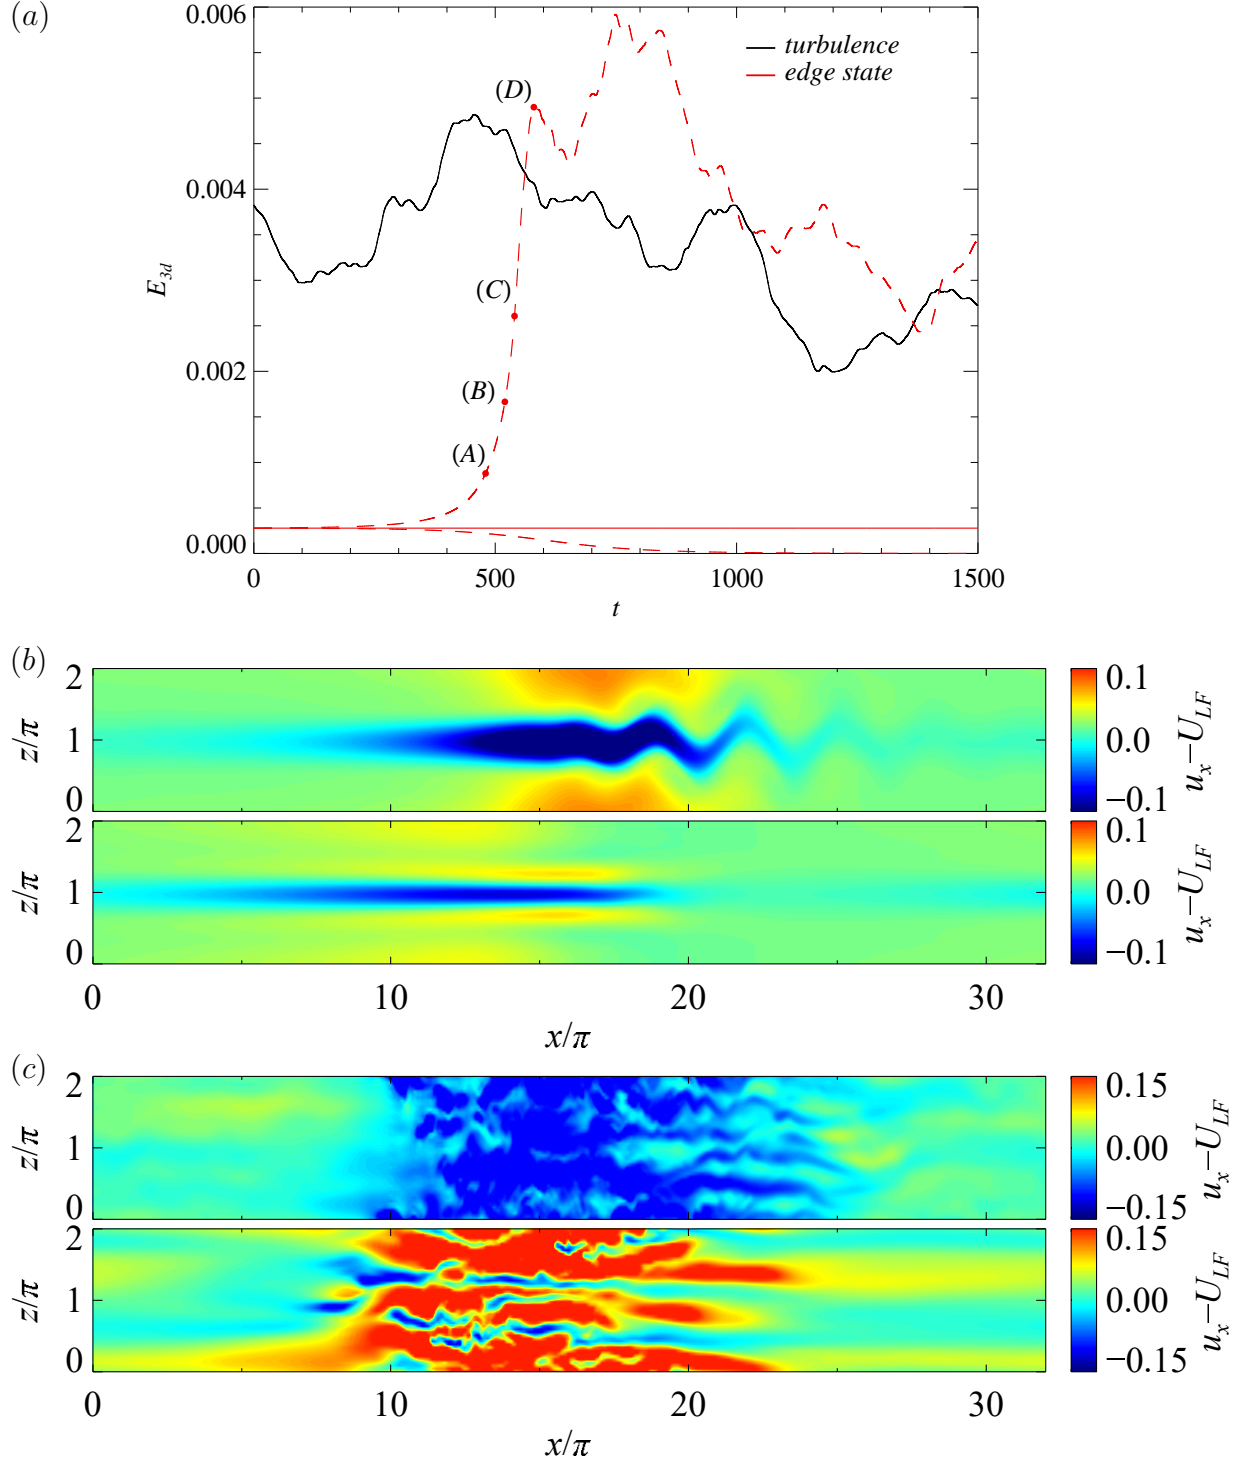 (a)
0.006
turbulence
edge state
(D)
0.004
E3d
(C)
0.002
(B)
(A)
0.000
0
500
1000
1500
t
(b)
2
1
0
z/π
0.1
0.0
−0.1
ux−ULF
2
1
0
z/π
0.1
0.0
−0.1
ux−ULF
0
10
20
30
x/π
(c)
2
1
0
z/π
0.15
0.00
−0.15
ux−ULF
2
1
0
z/π
0.15
0.00
−0.15
ux−ULF
0
10
20
30
x/π